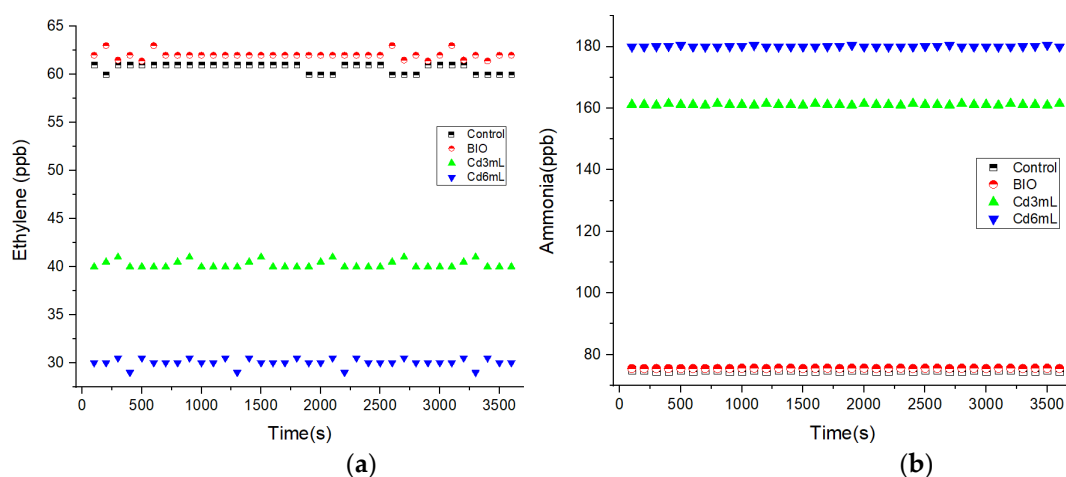 65
60
55
50
45
40
35
30
Ethylene (ppb)
0 500 1000 1500 2000 2500 3000 3500
Time(s)
Control
BIO
Cd3mL
Cd6mL
(a)
180
160
140
120
100
80
Ammonia(ppb)
0 500 1000 1500 2000 2500 3000 3500
Time(s)
Control
BIO
Cd3mL
Cd6mL
(b)